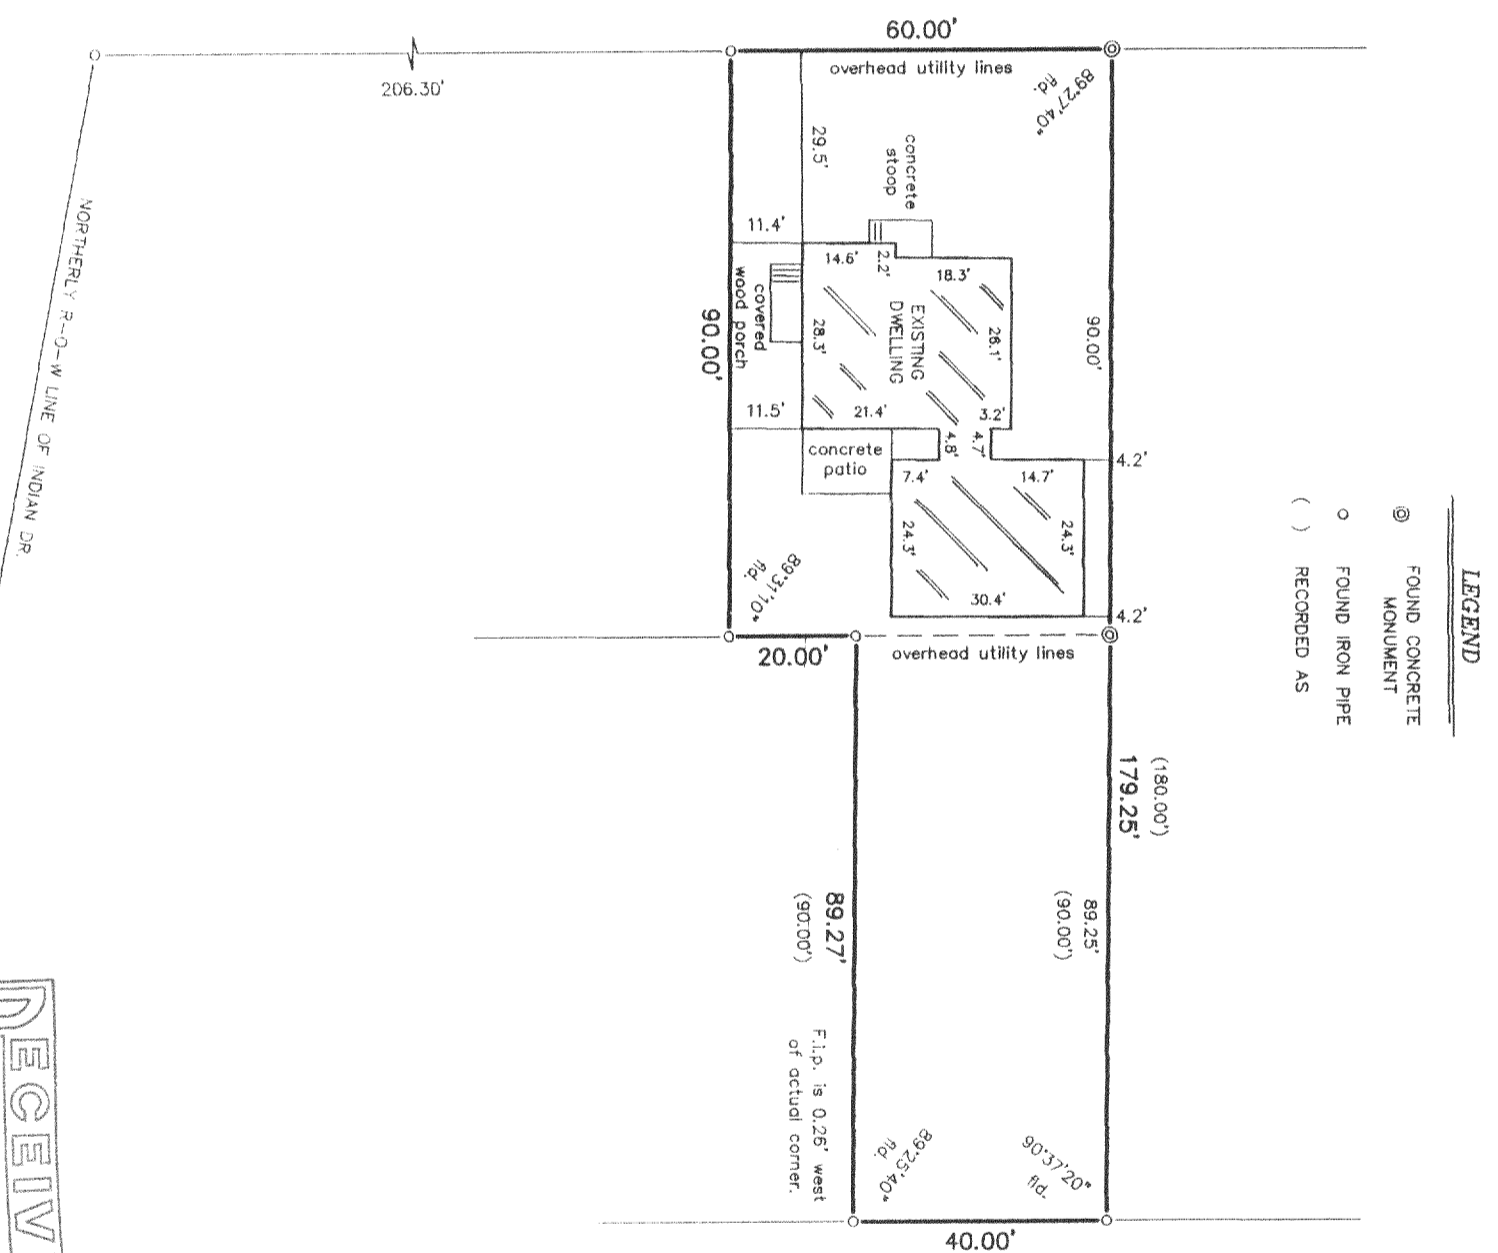 60.00'
overhead utility lines
89°27'40"
fld.
206.30'
29.5'
concrete
stoop
11.4'
14.6'
2.2'
18.3'
covered
wood porch
90.00'
28.3'
EXISTING
DWELLING
26.1'
90.00'
11.5'
21.4'
3.2'
concrete
patio
4.8'
4.7'
4.2'
7.4'
14.7'
24.3'
24.3'
30.4'
4.2'
89°31'10"
fld.
20.00'
overhead utility lines
NORTHERLY R-O-W LINE OF INDIAN DR.
LEGEND
FOUND CONCRETE
MONUMENT
FOUND IRON PIPE
( ) RECORDED AS
(180.00')
179.25'
89.25'
(90.00')
89.27'
(90.00')
F.i.p. is 0.26' west
of actual corner.
89°25'40"
fld.
90°37'20"
fld.
40.00'
ECEIV